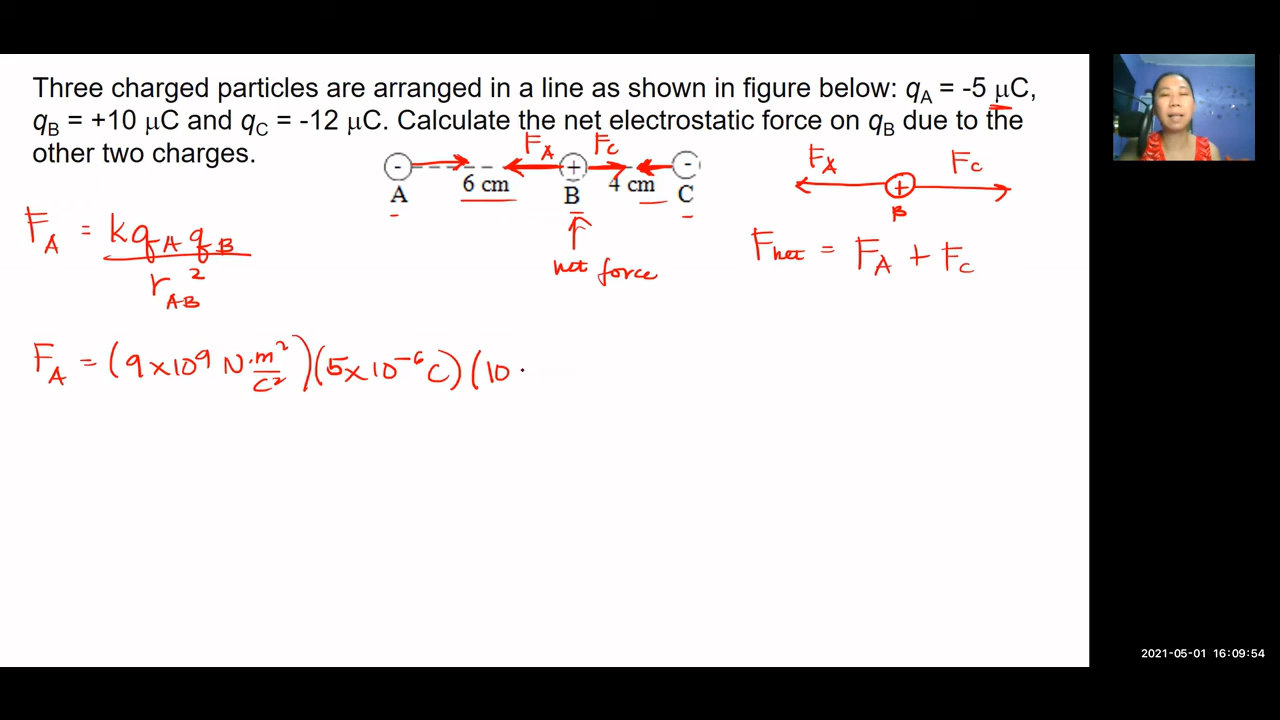 Three charged particles are arranged in a line as shown in figure below: qA = -5 μC,
qB = +10 μC and qC = -12 μC. Calculate the net electrostatic force on qB due to the
other two charges.
FA FC
- + -
6 cm 4 cm
A B C
net force
FA FC
+
B
Fnet = FA + FC
FA = kqA qB
rAB²
FA = (9x10⁹ N·m²/C²)(5x10⁻⁶ C)(10
2021-05-01 16:09:54